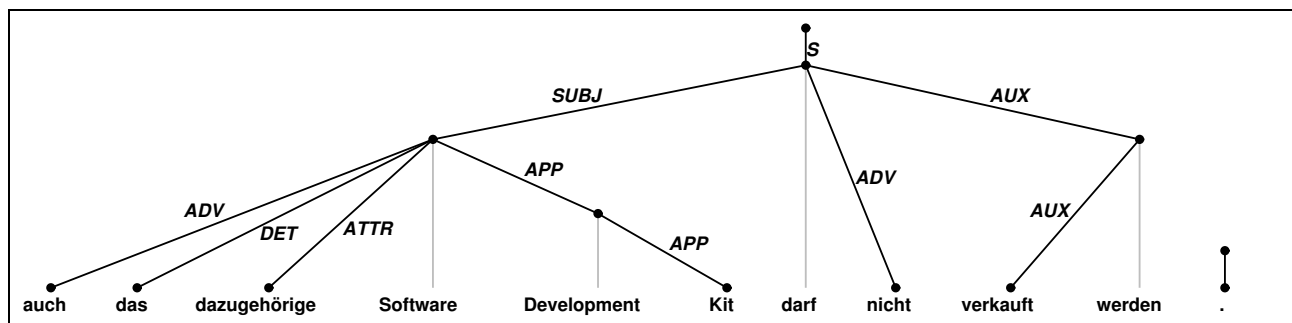 S
SUBJ AUX
APP
ADV DET ATTR APP ADV AUX
auch das dazugehörige Software Development Kit darf nicht verkauft werden .